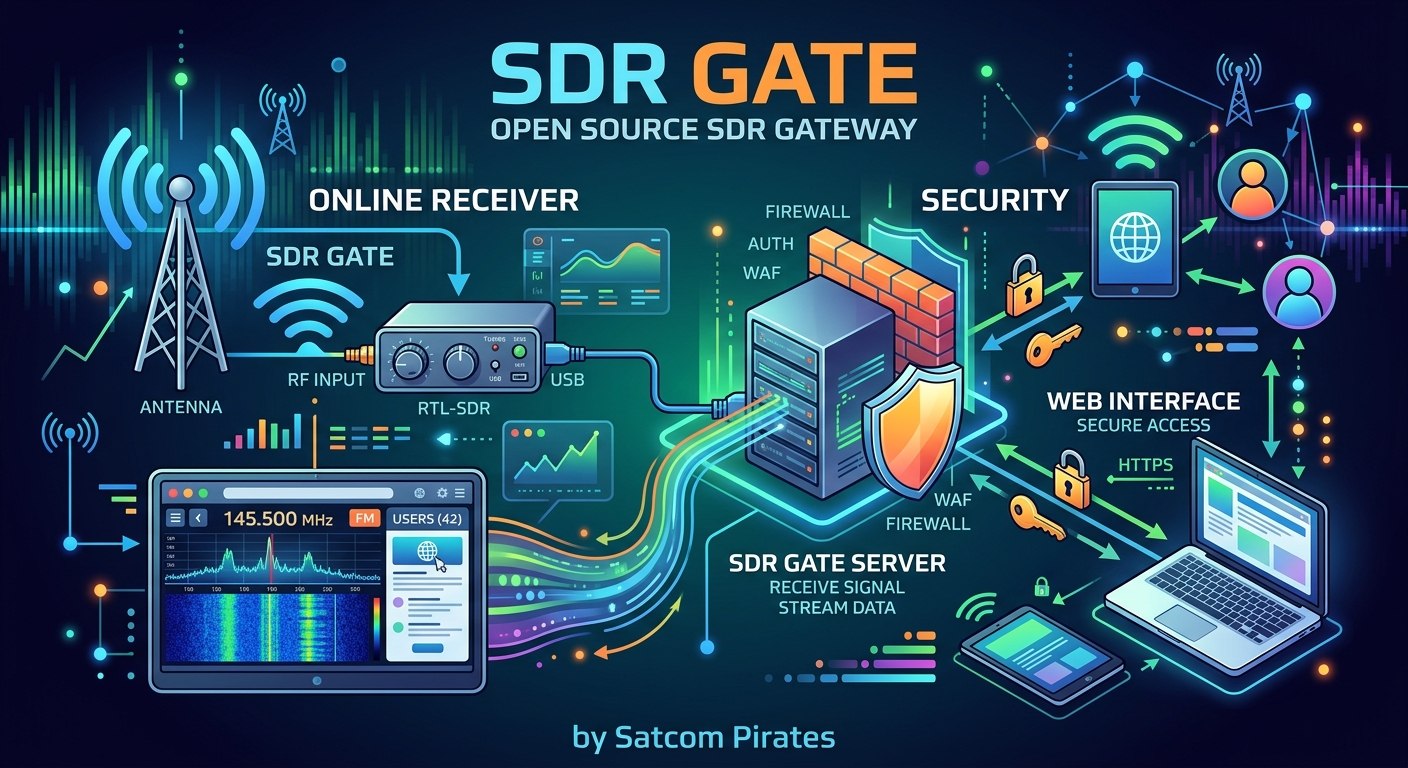 SDR GATE
OPEN SOURCE SDR GATEWAY
ONLINE RECEIVER
SDR GATE
RF INPUT
ANTENNA
RTL-SDR
USB
USB
FIREWALL
AUTH
WAF
SECURITY
WEB INTERFACE
SECURE ACCESS
HTTPS
WAF
FIREWALL
SDR GATE SERVER
RECEIVE SIGNAL
STREAM DATA
145.500 MHz
FM
USERS (42)
by Satcom Pirates